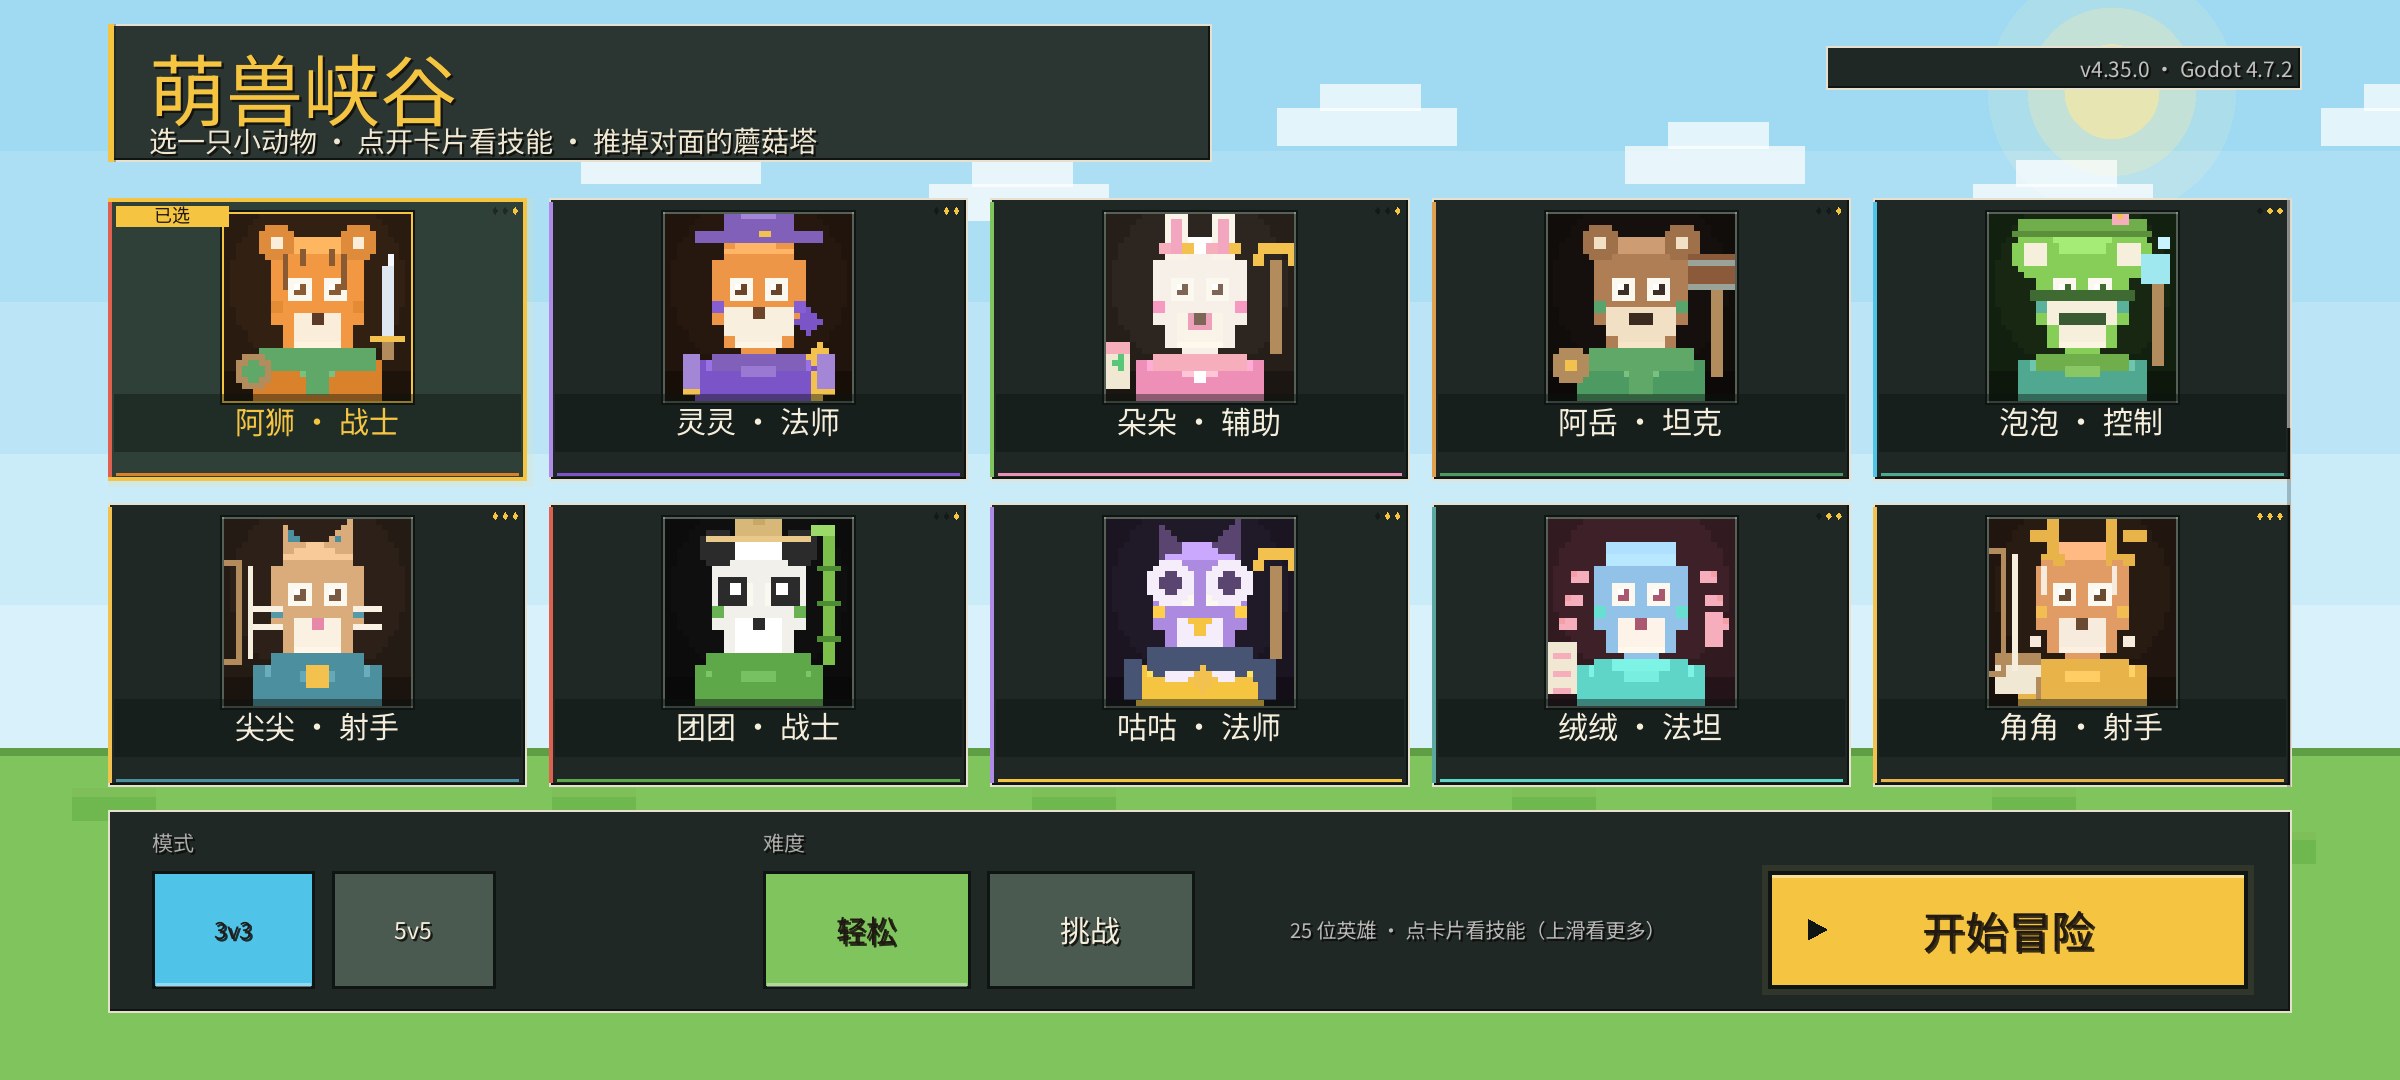 萌兽峡谷
选一只小动物 · 点开卡片看技能 · 推掉对面的蘑菇塔
v4.35.0 · Godot 4.7.2
已选
阿狮 · 战士
灵灵 · 法师
朵朵 · 辅助
阿岳 · 坦克
泡泡 · 控制
尖尖 · 射手
团团 · 战士
咕咕 · 法师
绒绒 · 法坦
角角 · 射手
模式
难度
3v3
5v5
轻松
挑战
25 位英雄 · 点卡片看技能（上滑看更多）
开始冒险